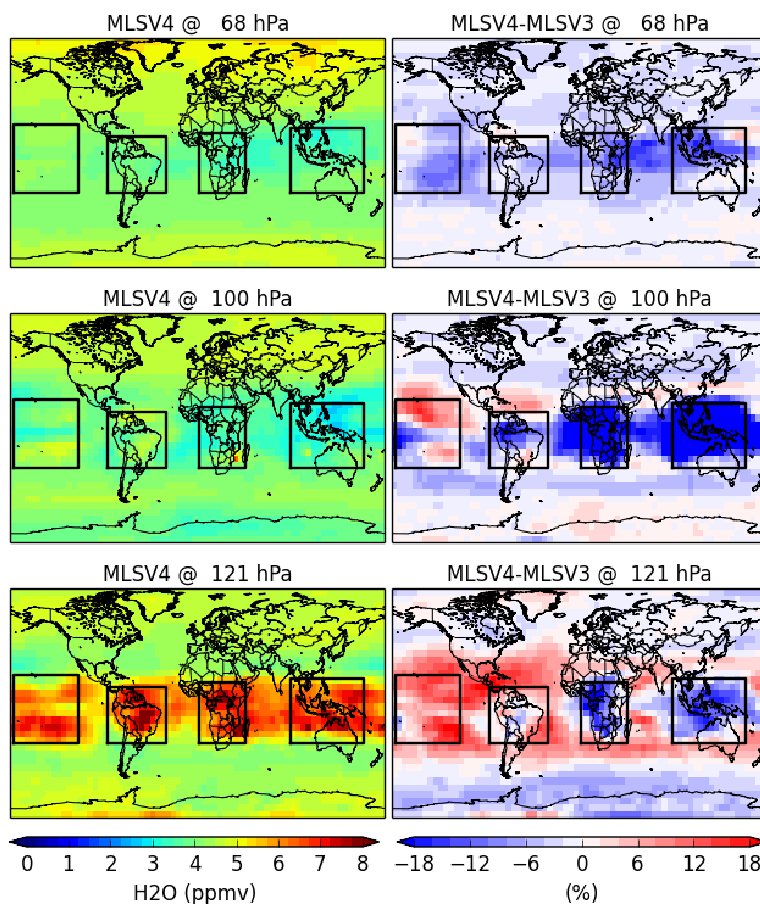 MLSV4 @ 68 hPa
MLSV4-MLSV3 @ 68 hPa
MLSV4 @ 100 hPa
MLSV4-MLSV3 @ 100 hPa
MLSV4 @ 121 hPa
MLSV4-MLSV3 @ 121 hPa
0 1 2 3 4 5 6 7 8
H2O (ppmv)
−18 −12 −6 0 6 12 18
(%)